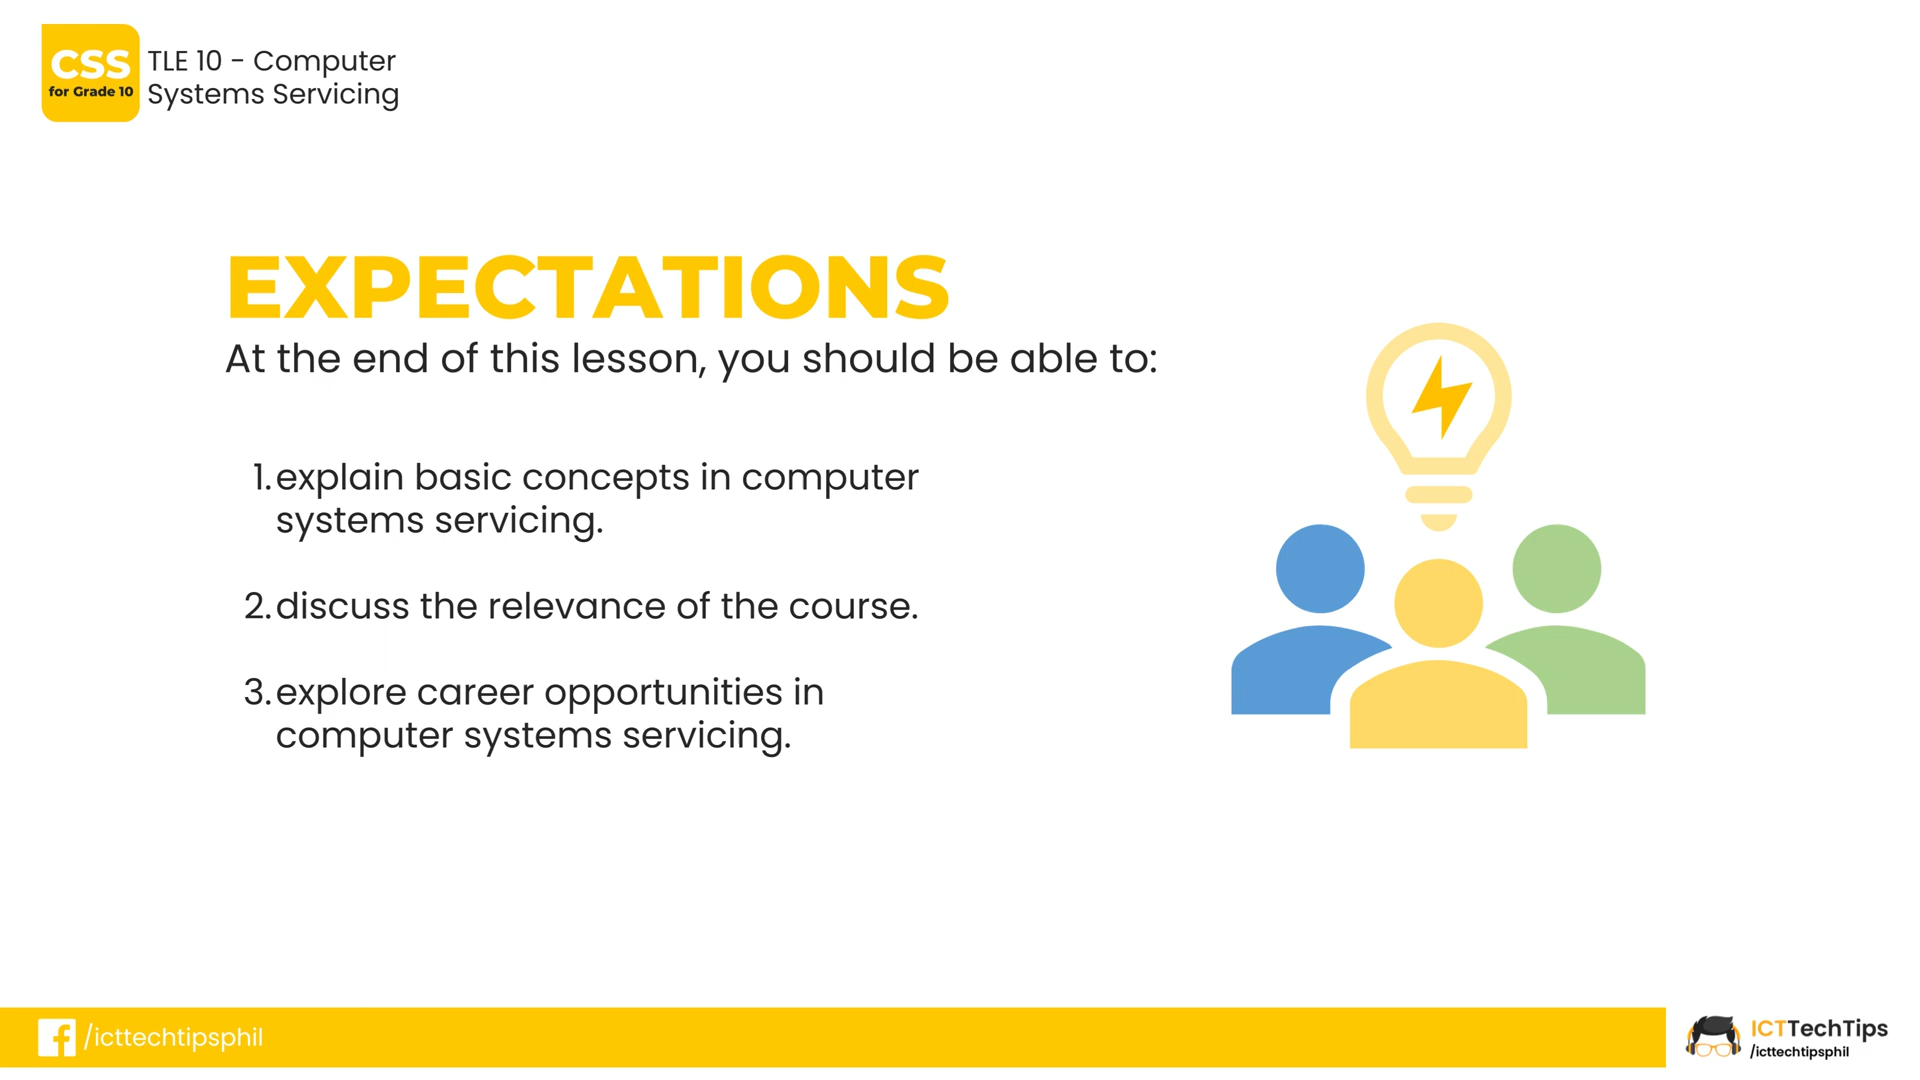 CSS
for Grade 10
TLE 10 - Computer
Systems Servicing
EXPECTATIONS
At the end of this lesson, you should be able to:
1. explain basic concepts in computer
systems servicing.
2. discuss the relevance of the course.
3. explore career opportunities in
computer systems servicing.
/icttechtipsphil
ICTTechTips
/icttechtipsphil